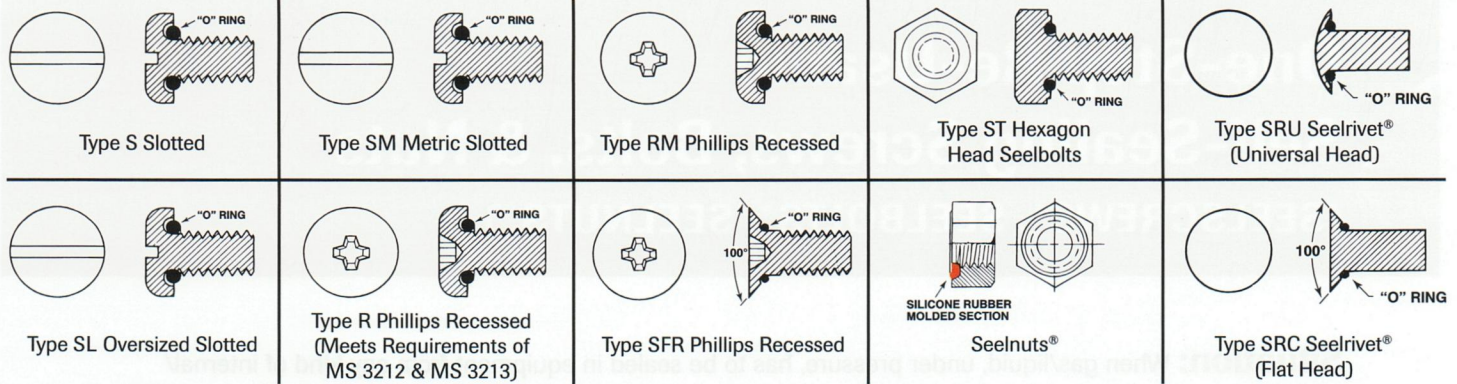 "O" RING
Type S Slotted
"O" RING
Type SM Metric Slotted
"O" RING
Type RM Phillips Recessed
"O" RING
Type ST Hexagon
Head Seelbolts
"O" RING
Type SRU Seelrivet®
(Universal Head)
"O" RING
Type SL Oversized Slotted
"O" RING
Type R Phillips Recessed
(Meets Requirements of
MS 3212 & MS 3213)
"O" RING
100°
Type SFR Phillips Recessed
SILICONE RUBBER
MOLDED SECTION
Seelnuts®
100°
"O" RING
Type SRC Seelrivet®
(Flat Head)